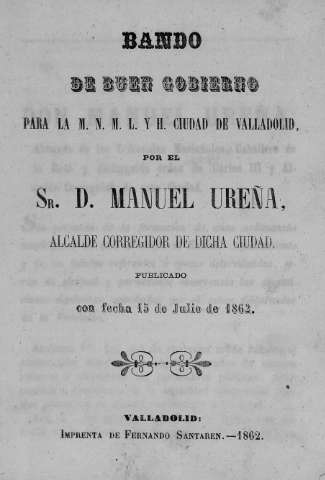 BANDO
DE BUEN GOBIERNO
PARA LA M. N. M. L. Y H. CIUDAD DE VALLADOLID,
POR EL
SR. D. MANUEL UREÑA,
ALCALDE CORREGIDOR DE DICHA CIUDAD.
PUBLICADO
con fecha 15 de Julio de 1862.
VALLADOLID:
IMPRENTA DE FERNANDO SANTAREN.—1862.